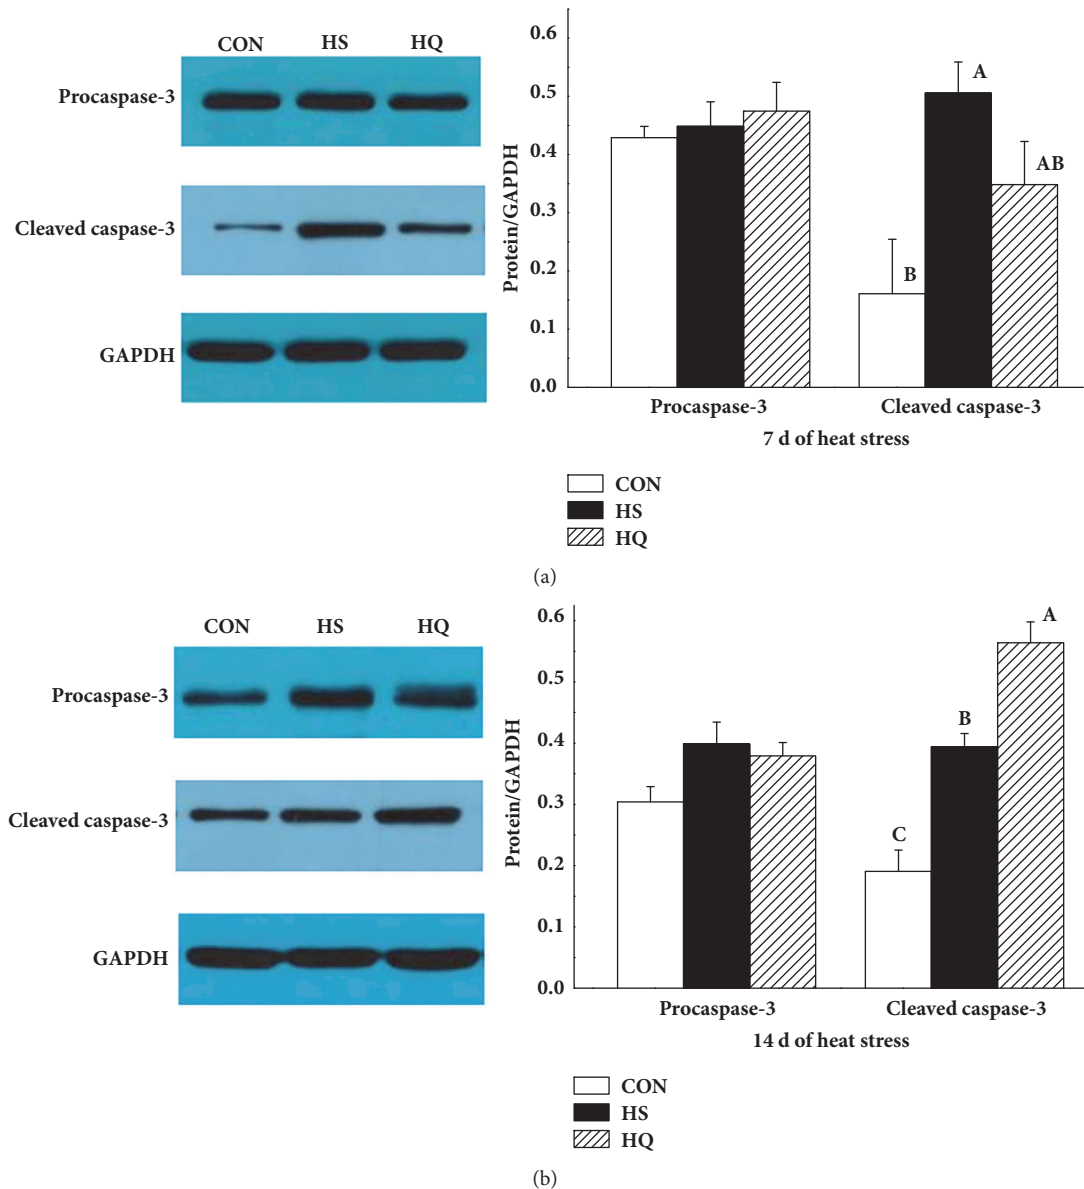 CON HS HQ
Procaspase-3
Cleaved caspase-3
GAPDH
Protein/GAPDH
0.6
0.5
0.4
0.3
0.2
0.1
0.0
A
AB
B
Procaspase-3 Cleaved caspase-3
7 d of heat stress
CON
HS
HQ
(a)
CON HS HQ
Procaspase-3
Cleaved caspase-3
GAPDH
Protein/GAPDH
0.6
0.5
0.4
0.3
0.2
0.1
0.0
A
B
C
Procaspase-3 Cleaved caspase-3
14 d of heat stress
CON
HS
HQ
(b)